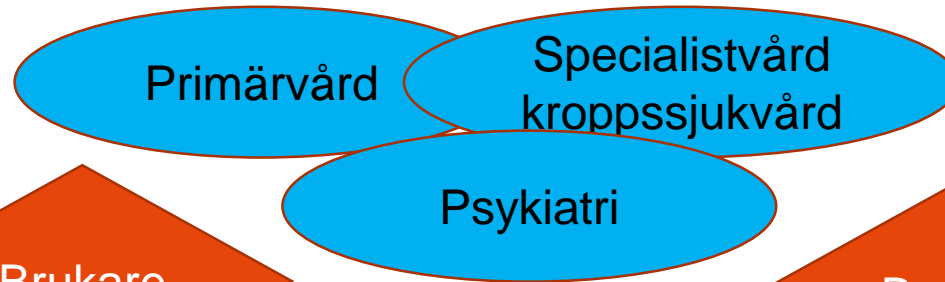 Primärvård
Specialistvård
kroppssjukvård
Psykiatri
Brukare